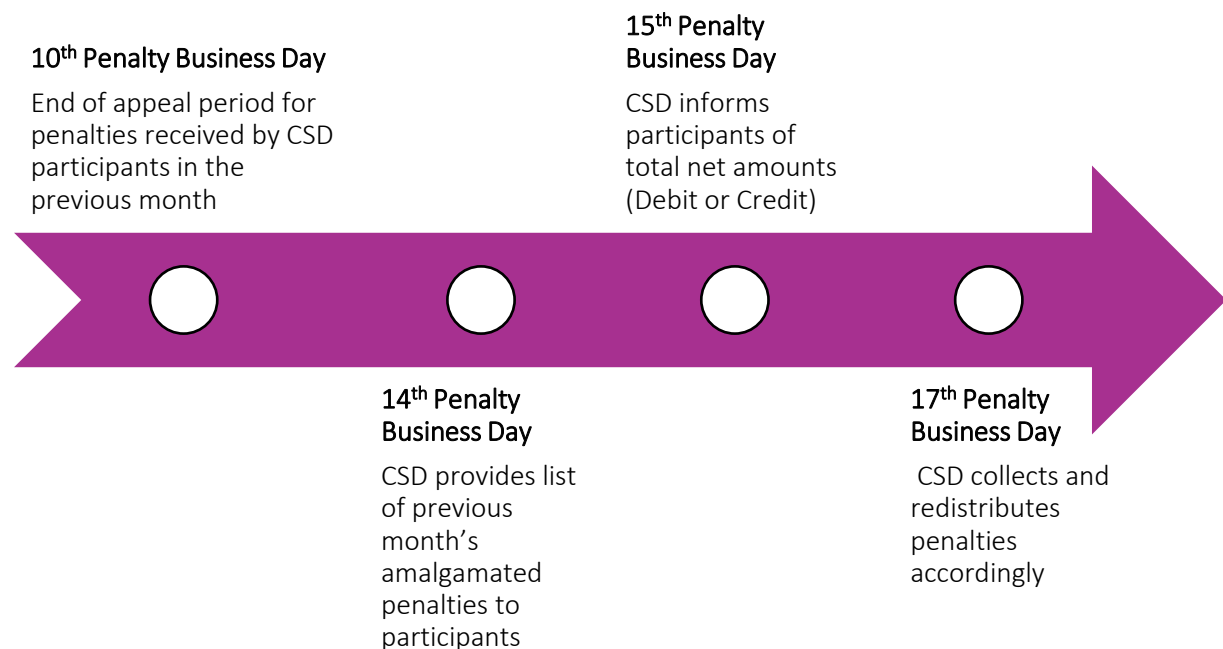 10th Penalty Business Day
End of appeal period for
penalties received by CSD
participants in the
previous month
15th Penalty
Business Day
CSD informs
participants of
total net amounts
(Debit or Credit)
14th Penalty
Business Day
CSD provides list
of previous
month’s
amalgamated
penalties to
participants
17th Penalty
Business Day
CSD collects and
redistributes
penalties
accordingly